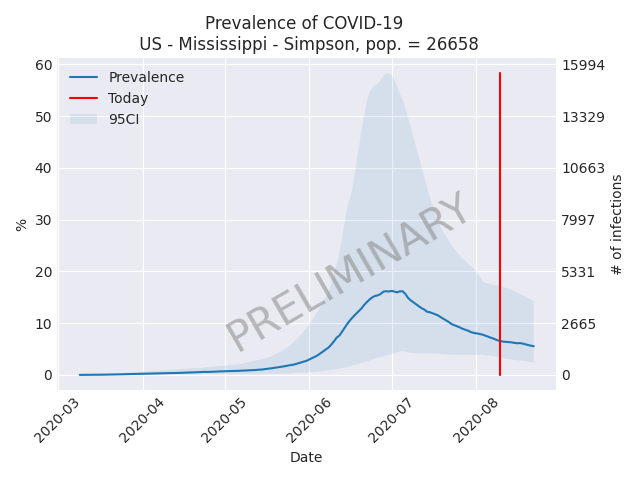 Prevalence of COVID-19
US - Mississippi - Simpson, pop. = 26658
60
50
40
30
20
10
0
%
15994
13329
10663
7997
5331
2665
0
# of infections
Prevalence
Today
95CI
PRELIMINARY
2020-03
2020-04
2020-05
2020-06
2020-07
2020-08
Date